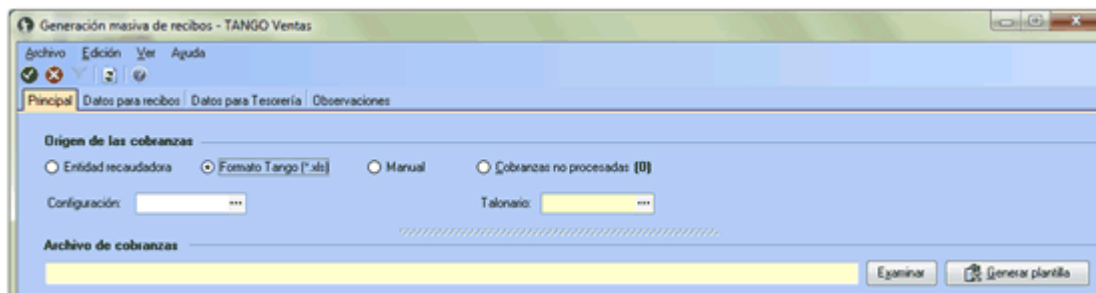 Generación masiva de recibos - TANGO Ventas
Archivo Edición Ver Ayuda
Principal Datos para recibos Datos para Tesorería Observaciones
Origen de las cobranzas
Entidad recaudadora Formato Tango (*.xls) Manual Cobranzas no procesadas (0)
Configuración: ... Talonario: ...
Archivo de cobranzas
Examinar Generar plantilla